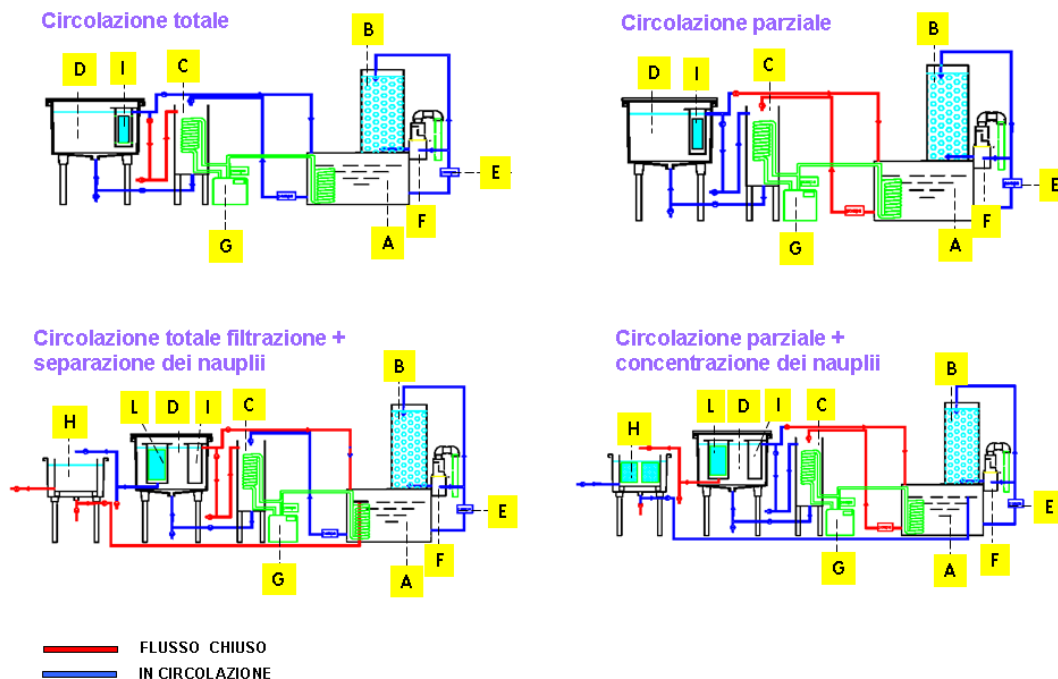 Circolazione totale
B
D
I
C
E
F
A
G
Circolazione parziale
B
D
I
C
E
F
A
G
Circolazione totale filtrazione +
separazione dei nauplii
B
H
L
D
I
C
E
F
A
G
Circolazione parziale +
concentrazione dei nauplii
B
H
L
D
I
C
E
F
A
G
FLUSSO CHIUSO
IN CIRCOLAZIONE